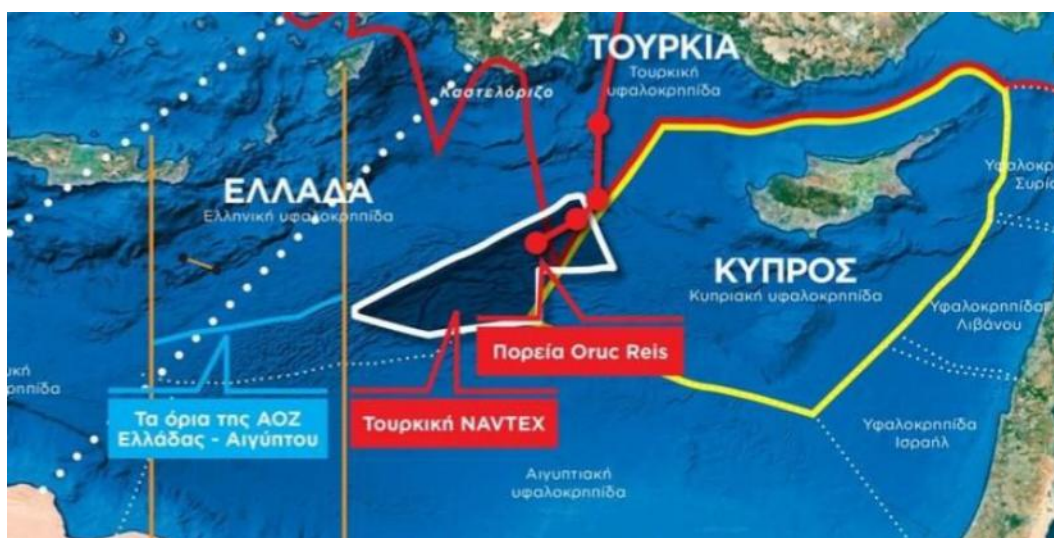 ΤΟΥΡΚΙΑ
Τουρκική
υφαλοκρηπίδα
Καστελόριζο
ΕΛΛΑΔΑ
Ελληνική υφαλοκρηπίδα
Υφαλοκρηπίδα
ΚΥΠΡΟΣ
Κυπριακή υφαλοκρηπίδα
Υφαλοκρηπίδα
Λιβάνου
Πορεία Oruc Reis
Τα όρια της ΑΟΖ
Ελλάδας - Αιγύπτου
Τουρκική NAVTEX
Υφαλοκρηπίδα
Ισραήλ
Αιγυπτιακή
υφαλοκρηπίδα